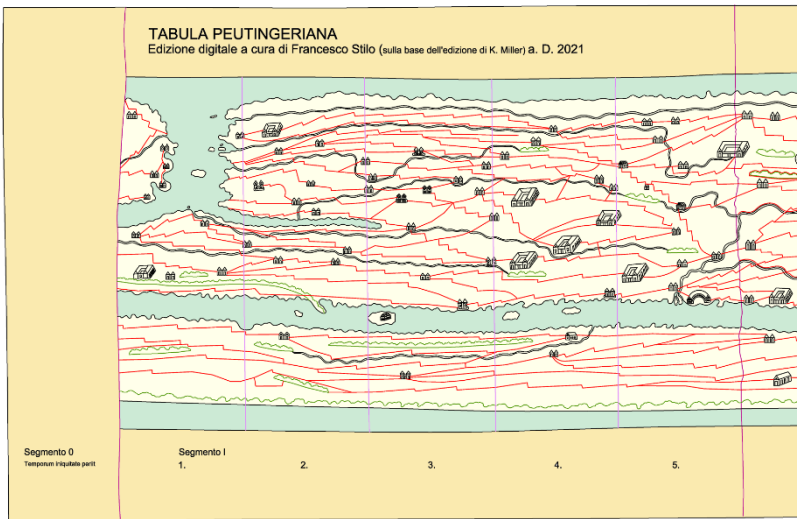 TABULA PEUTINGERIANA
Edizione digitale a cura di Francesco Stilo (sulla base dell'edizione di K. Miller) a. D. 2021
Segmento 0
Temporum iniquitate periit
Segmento I
1.
2.
3.
4.
5.